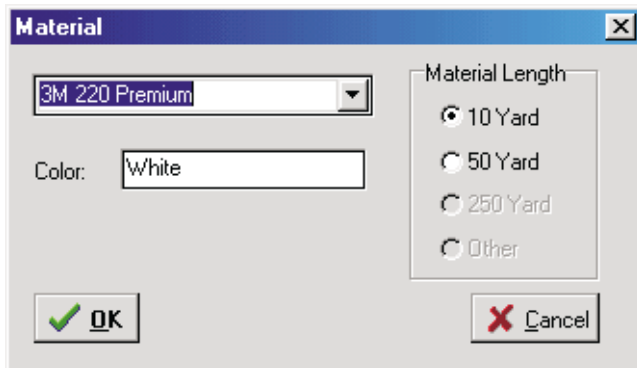 Material
3M 220 Premium
Color: White
Material Length
10 Yard
50 Yard
250 Yard
Other
OK
Cancel